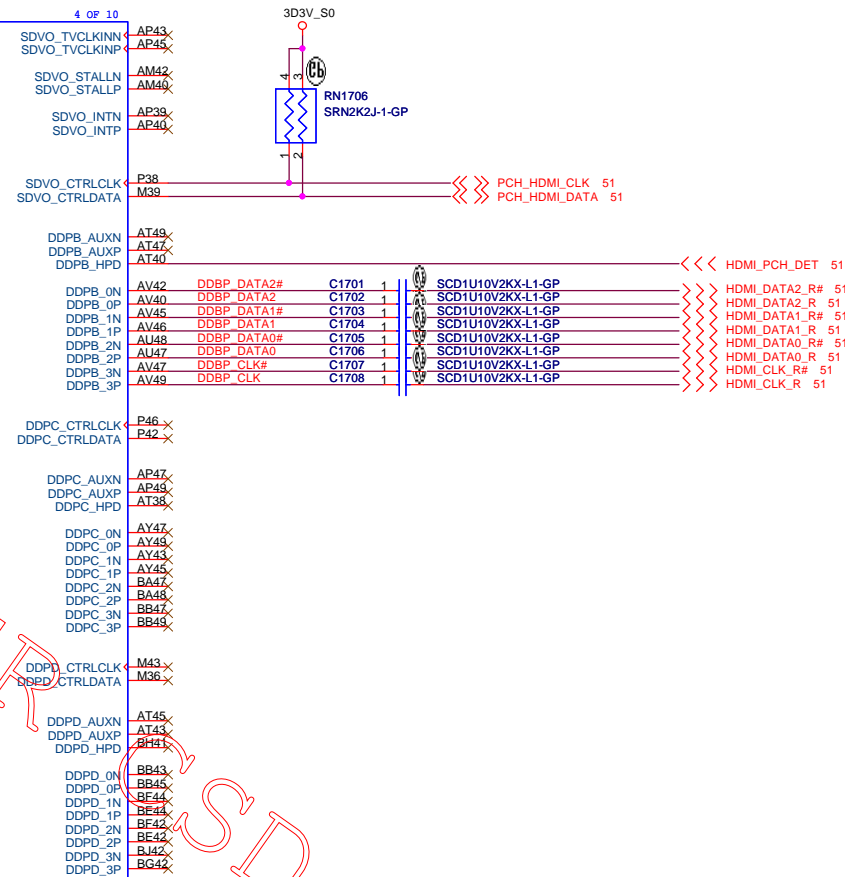 4 OF 10
3D3V_S0
SDVO_TVCLKINN AP43
SDVO_TVCLKINP AP45
SDVO_STALLN AM42
SDVO_STALLP AM40
4 3
RN1706
SRN2K2J-1-GP
SDVO_INTN AP39
SDVO_INTP AP40
1 2
SDVO_CTRLCLK P38 PCH_HDMI_CLK 51
SDVO_CTRLDATA M39 PCH_HDMI_DATA 51
DDPB_AUXN AT49
DDPB_AUXP AT47
DDPB_HPD AT40 HDMI_PCH_DET 51
DDPB_0N AV42 DDBP_DATA2# C1701 1 SCD1U10V2KX-L1-GP HDMI_DATA2_R# 51
DDPB_0P AV40 DDBP_DATA2 C1702 1 SCD1U10V2KX-L1-GP HDMI_DATA2_R 51
DDPB_1N AV45 DDBP_DATA1# C1703 1 SCD1U10V2KX-L1-GP HDMI_DATA1_R# 51
DDPB_1P AV46 DDBP_DATA1 C1704 1 SCD1U10V2KX-L1-GP HDMI_DATA1_R 51
DDPB_2N AU48 DDBP_DATA0# C1705 1 SCD1U10V2KX-L1-GP HDMI_DATA0_R# 51
DDPB_2P AU47 DDBP_DATA0 C1706 1 SCD1U10V2KX-L1-GP HDMI_DATA0_R 51
DDPB_3N AV47 DDBP_CLK# C1707 1 SCD1U10V2KX-L1-GP HDMI_CLK_R# 51
DDPB_3P AV49 DDBP_CLK C1708 1 SCD1U10V2KX-L1-GP HDMI_CLK_R 51
DDPC_CTRLCLK P46
DDPC_CTRLDATA P42
DDPC_AUXN AP47
DDPC_AUXP AP49
DDPC_HPD AT38
DDPC_0N AY47
DDPC_0P AY49
DDPC_1N AY43
DDPC_1P AY45
DDPC_2N BA47
DDPC_2P BA48
DDPC_3N BB47
DDPC_3P BB49
DDPD_CTRLCLK M43
DDPD_CTRLDATA M36
DDPD_AUXN AT45
DDPD_AUXP AT43
DDPD_HPD BH41
DDPD_0N BB43
DDPD_0P BB45
DDPD_1N BF44
DDPD_1P BE44
DDPD_2N BF42
DDPD_2P BE42
DDPD_3N BJ42
DDPD_3P BG42
R CSD